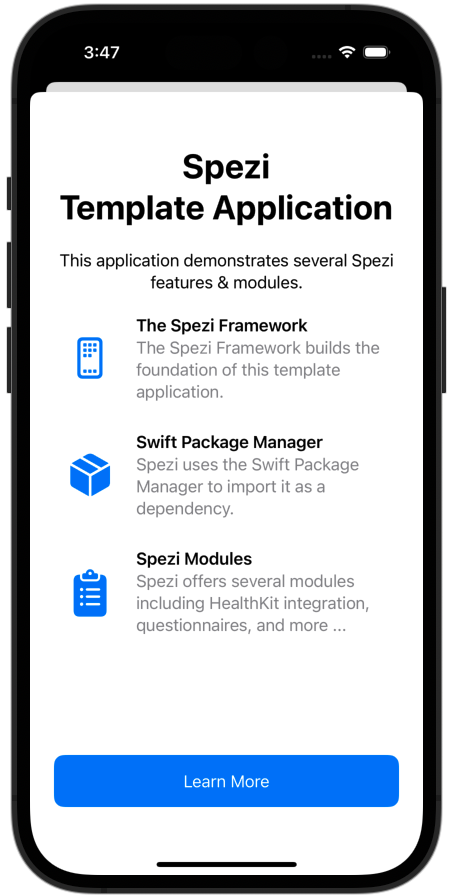 3:47
Spezi
Template Application
This application demonstrates several Spezi
features & modules.
The Spezi Framework
The Spezi Framework builds the
foundation of this template
application.
Swift Package Manager
Spezi uses the Swift Package
Manager to import it as a
dependency.
Spezi Modules
Spezi offers several modules
including HealthKit integration,
questionnaires, and more ...
Learn More